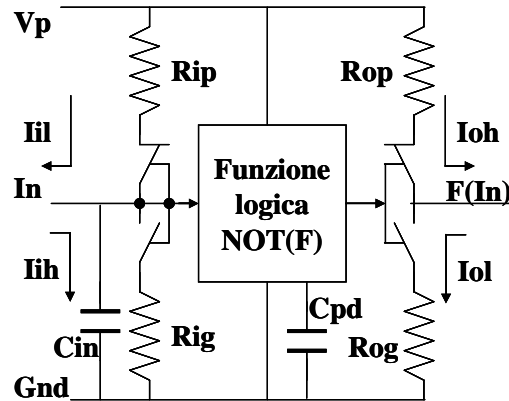 Vp
Rip
Rop
Iil
Ioh
In
Funzione
logica
NOT(F)
F(In)
Iih
Iol
Cpd
Cin
Rig
Rog
Gnd